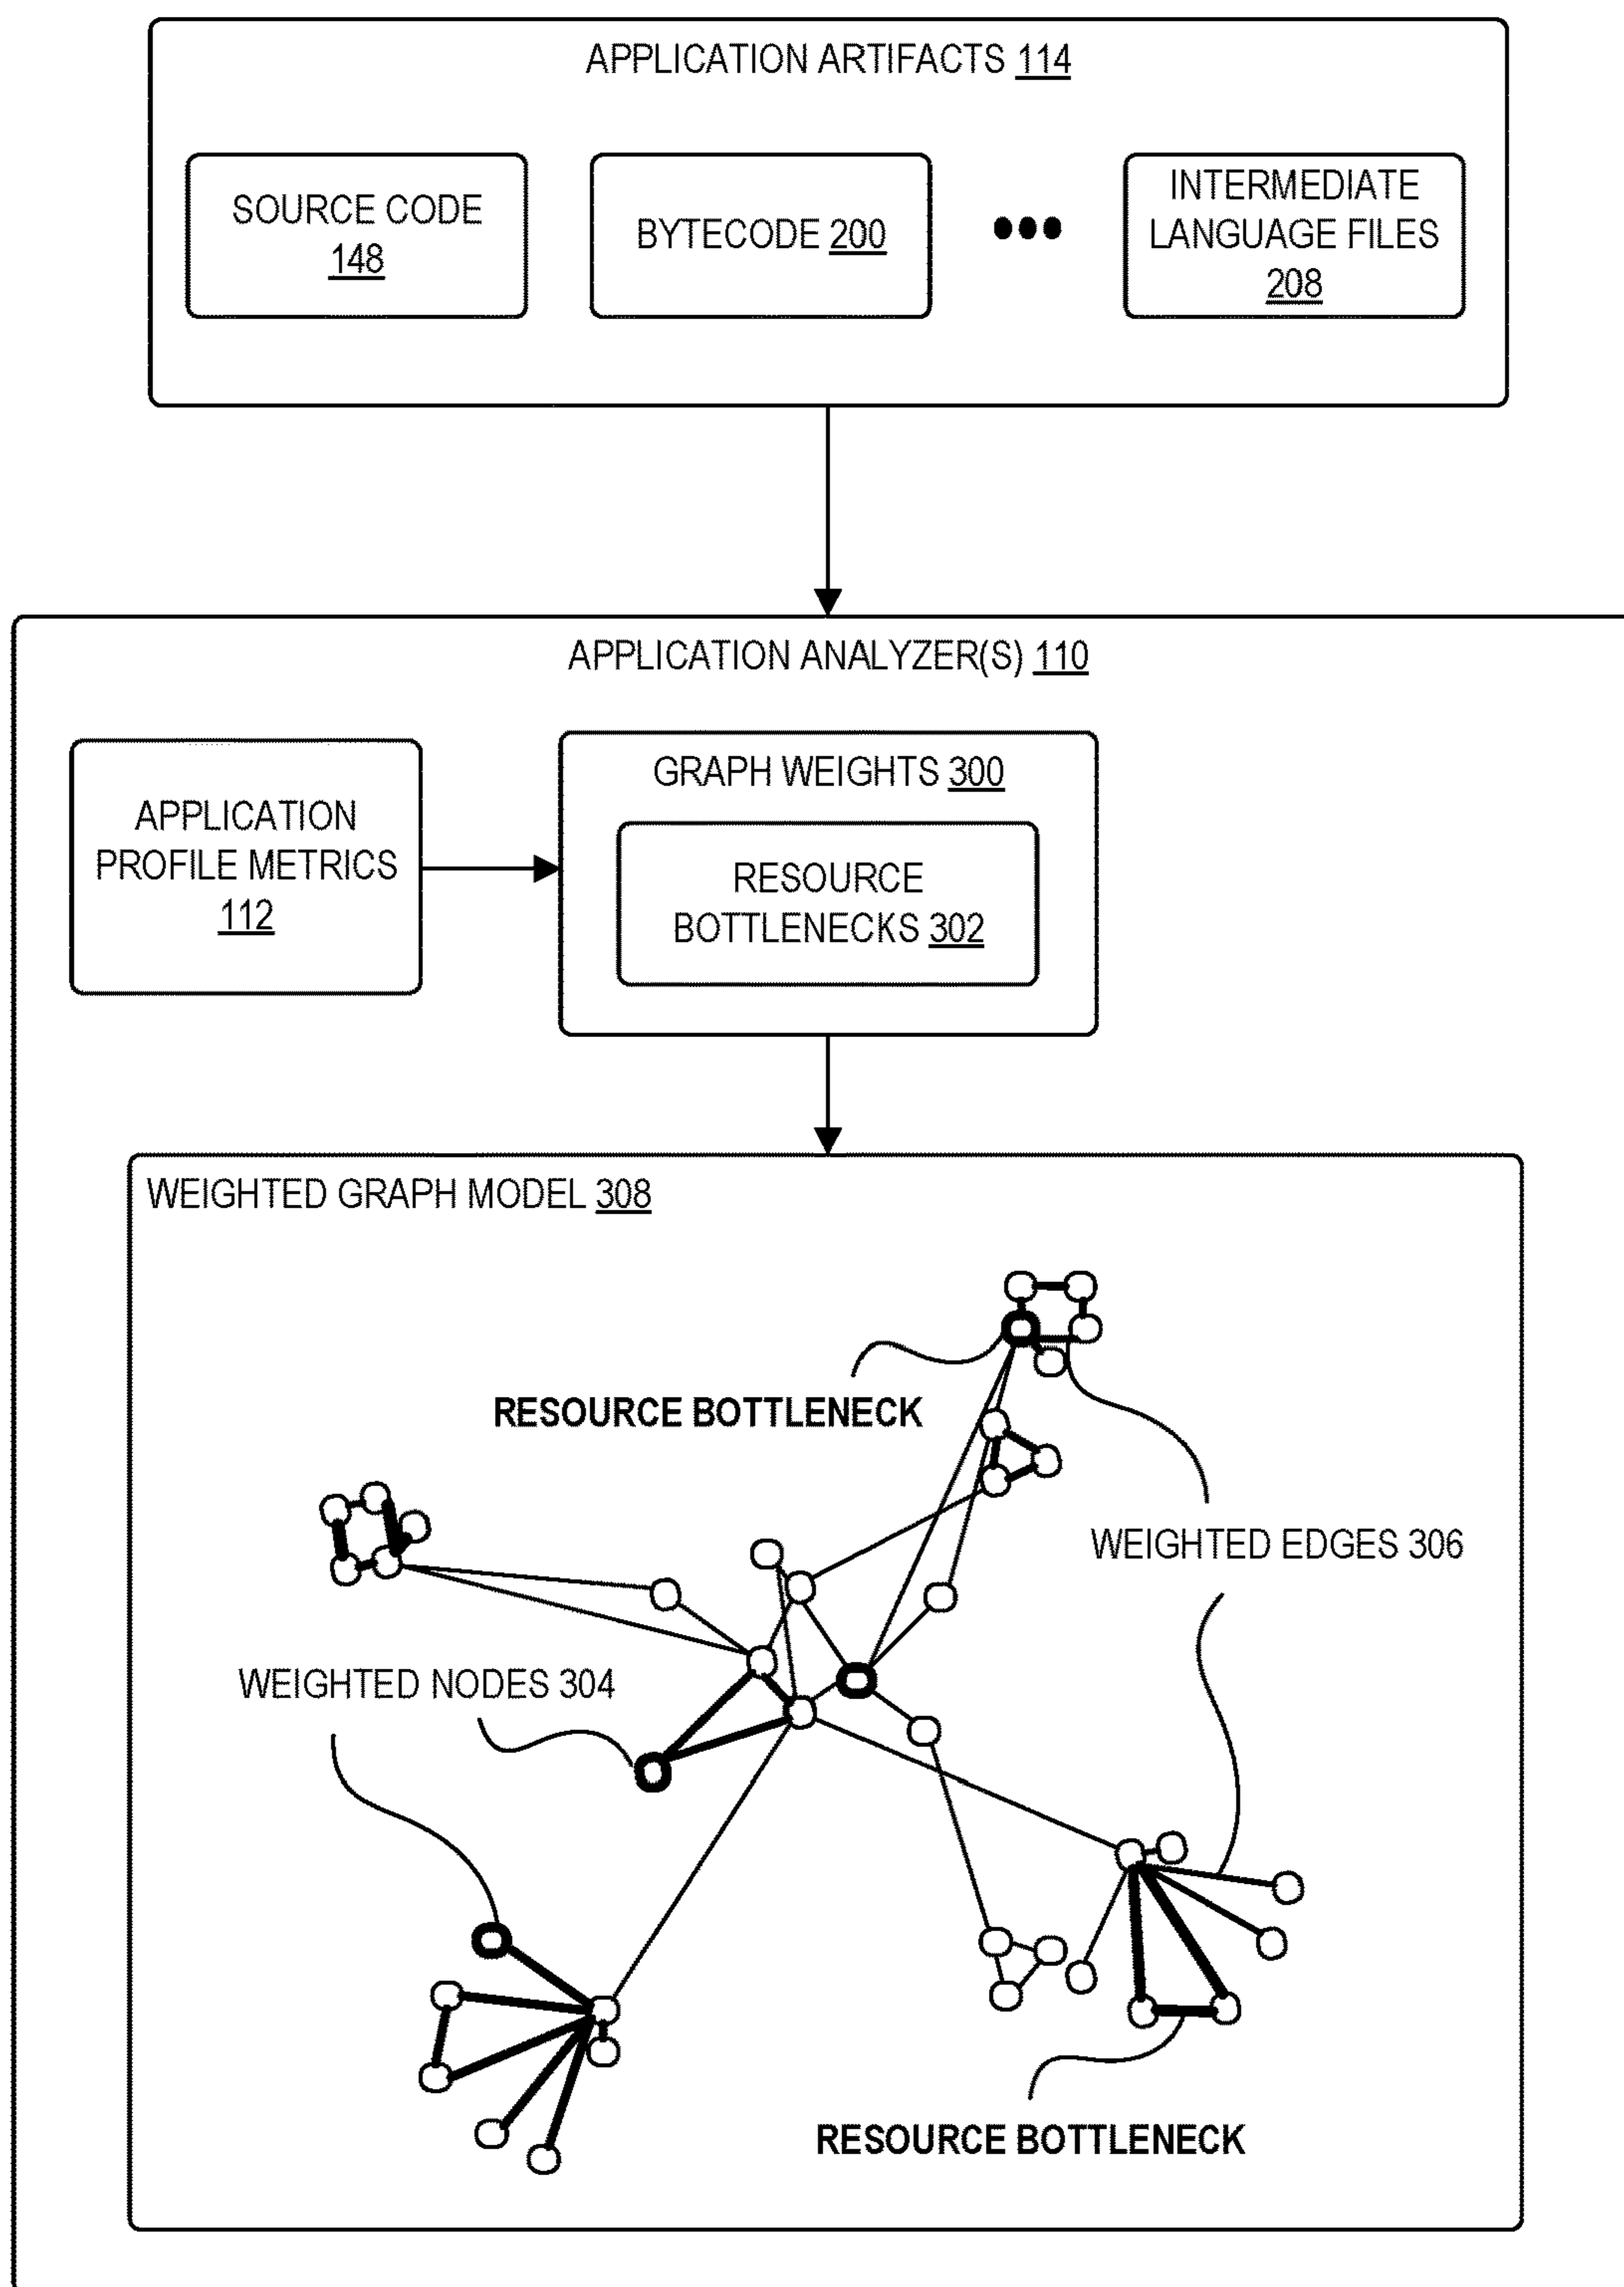 APPLICATION ARTIFACTS 114
SOURCE CODE
148
BYTECODE 200
INTERMEDIATE
LANGUAGE FILES
208
APPLICATION ANALYZER(S) 110
APPLICATION
PROFILE METRICS
112
GRAPH WEIGHTS 300
RESOURCE
BOTTLENECKS 302
WEIGHTED GRAPH MODEL 308
RESOURCE BOTTLENECK
WEIGHTED EDGES 306
WEIGHTED NODES 304
RESOURCE BOTTLENECK